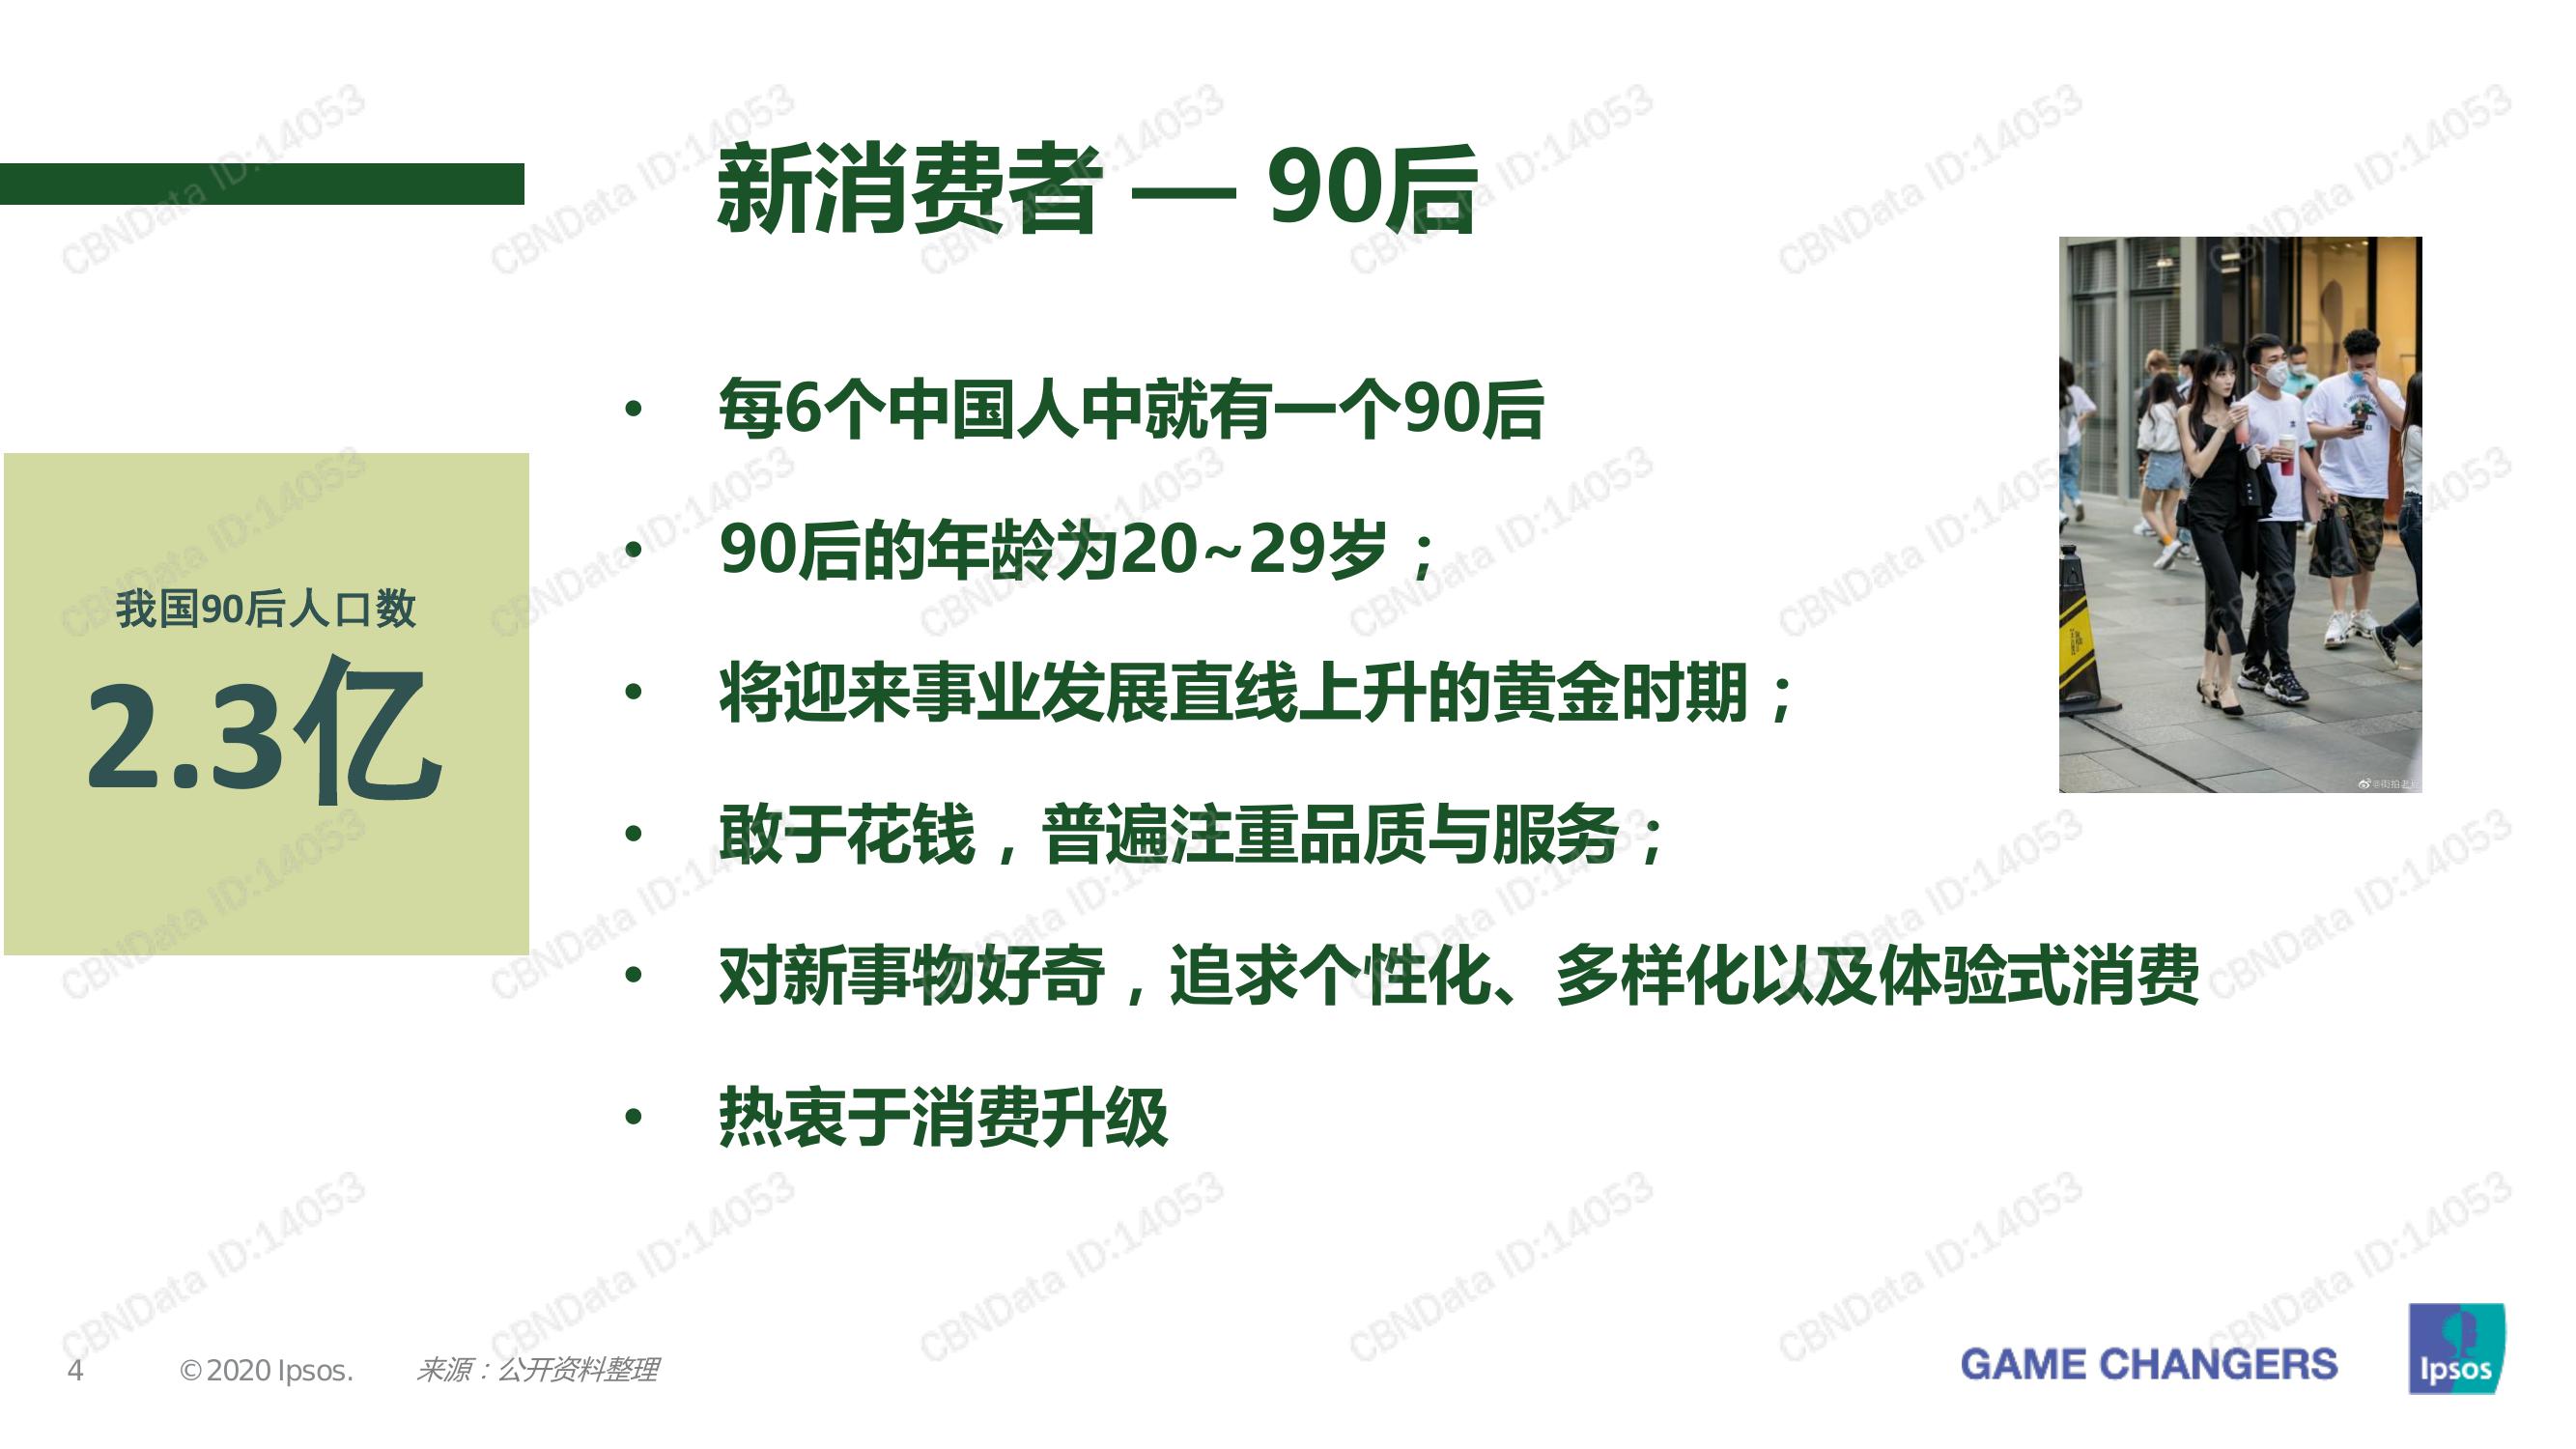 新消费者 — 90后
每6个中国人中就有一个90后
90后的年龄为20~29岁；
将迎来事业发展直线上升的黄金时期；
敢于花钱，普遍注重品质与服务；
对新事物好奇，追求个性化、多样化以及体验式消费
热衷于消费升级
我国90后人口数
2.3亿
4
©2020 Ipsos.
来源：公开资料整理
GAME CHANGERS
Ipsos
CBNData ID:14053